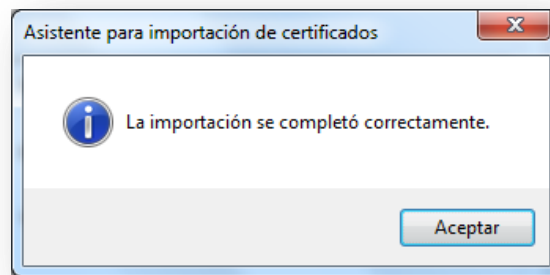 Asistente para importación de certificados
La importación se completó correctamente.
Aceptar